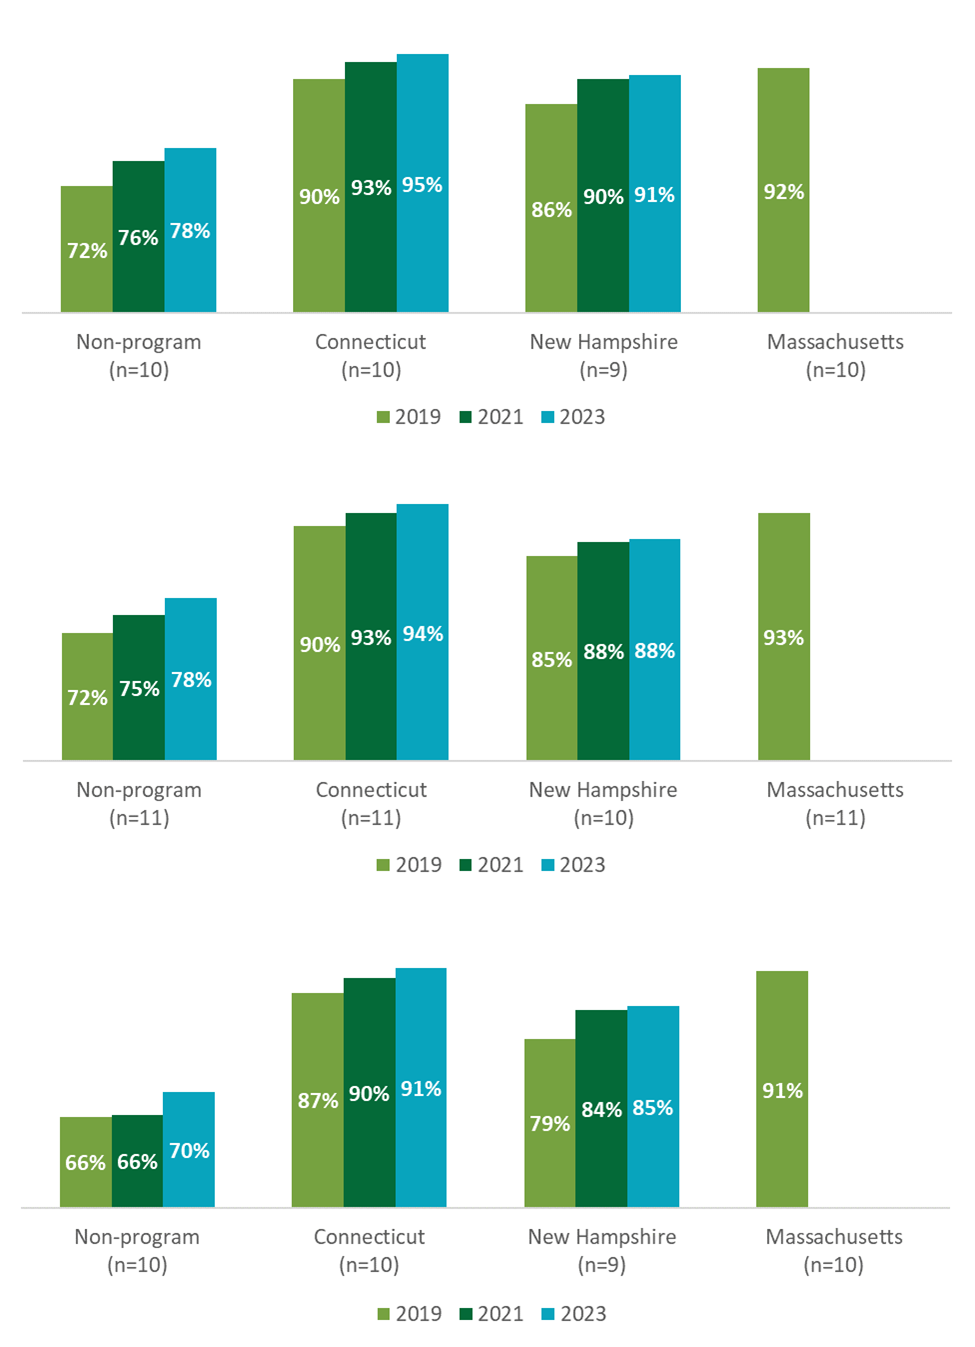 72% 76% 78% 90% 93% 95% 86% 90% 91% 92%
Non-program Connecticut New Hampshire Massachusetts
(n=10) (n=10) (n=9) (n=10)
2019 2021 2023
72% 75% 78% 90% 93% 94% 85% 88% 88% 93%
Non-program Connecticut New Hampshire Massachusetts
(n=11) (n=11) (n=10) (n=11)
2019 2021 2023
66% 66% 70% 87% 90% 91% 79% 84% 85% 91%
Non-program Connecticut New Hampshire Massachusetts
(n=10) (n=10) (n=9) (n=10)
2019 2021 2023